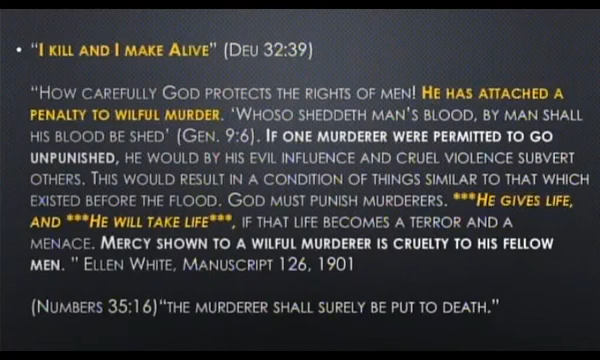 • "I KILL AND I MAKE ALIVE" (DEU 32:39)
"HOW CAREFULLY GOD PROTECTS THE RIGHTS OF MEN! HE HAS ATTACHED A
PENALTY TO WILFUL MURDER. 'WHOSO SHEDDETH MAN'S BLOOD, BY MAN SHALL
HIS BLOOD BE SHED' (GEN. 9:6). IF ONE MURDERER WERE PERMITTED TO GO
UNPUNISHED, HE WOULD BY HIS EVIL INFLUENCE AND CRUEL VIOLENCE SUBVERT
OTHERS. THIS WOULD RESULT IN A CONDITION OF THINGS SIMILAR TO THAT WHICH
EXISTED BEFORE THE FLOOD. GOD MUST PUNISH MURDERERS. ***HE GIVES LIFE,
AND ***HE WILL TAKE LIFE***, IF THAT LIFE BECOMES A TERROR AND A
MENACE. MERCY SHOWN TO A WILFUL MURDERER IS CRUELTY TO HIS FELLOW
MEN. " ELLEN WHITE, MANUSCRIPT 126, 1901
(NUMBERS 35:16)"THE MURDERER SHALL SURELY BE PUT TO DEATH."